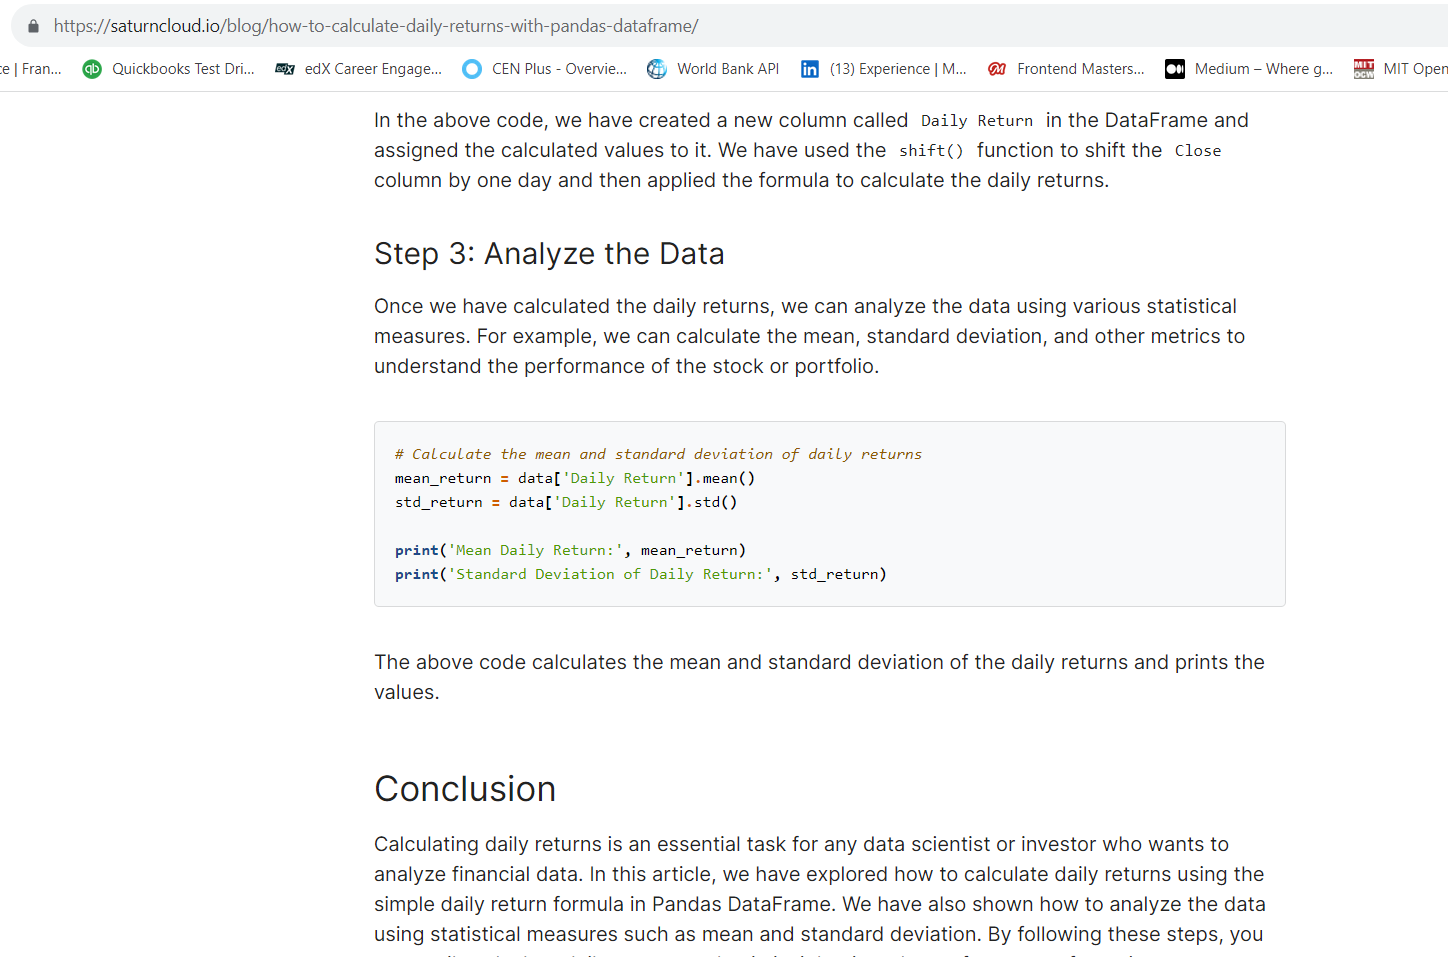 https://saturncloud.io/blog/how-to-calculate-daily-returns-with-pandas-dataframe/
ce | Fran... qb Quickbooks Test Dri... edX edX Career Engage... CEN Plus - Overvie... World Bank API in (13) Experience | M... Frontend Masters... Medium – Where g... MIT OCW MIT Open
In the above code, we have created a new column called Daily Return in the DataFrame and
assigned the calculated values to it. We have used the shift() function to shift the Close
column by one day and then applied the formula to calculate the daily returns.
Step 3: Analyze the Data
Once we have calculated the daily returns, we can analyze the data using various statistical
measures. For example, we can calculate the mean, standard deviation, and other metrics to
understand the performance of the stock or portfolio.
# Calculate the mean and standard deviation of daily returns
mean_return = data['Daily Return'].mean()
std_return = data['Daily Return'].std()
print('Mean Daily Return:', mean_return)
print('Standard Deviation of Daily Return:', std_return)
The above code calculates the mean and standard deviation of the daily returns and prints the
values.
Conclusion
Calculating daily returns is an essential task for any data scientist or investor who wants to
analyze financial data. In this article, we have explored how to calculate daily returns using the
simple daily return formula in Pandas DataFrame. We have also shown how to analyze the data
using statistical measures such as mean and standard deviation. By following these steps, you